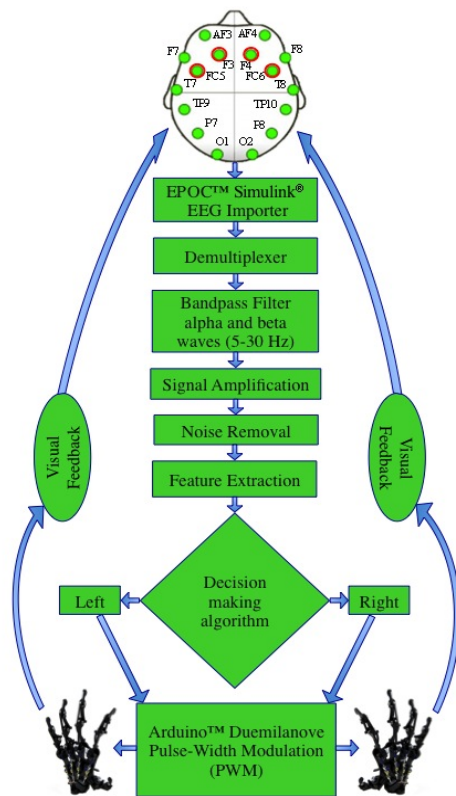 AF3 AF4
F7 F8
F3 F4
FC5 FC6
T7 T8
TP9 TP10
P7 P8
O1 O2
EPOC™ Simulink®
EEG Importer
Demultiplexer
Bandpass Filter
alpha and beta
waves (5-30 Hz)
Signal Amplification
Noise Removal
Visual
Feedback
Visual
Feedback
Feature Extraction
Decision
making
algorithm
Left
Right
Arduino™ Duemilanove
Pulse-Width Modulation
(PWM)